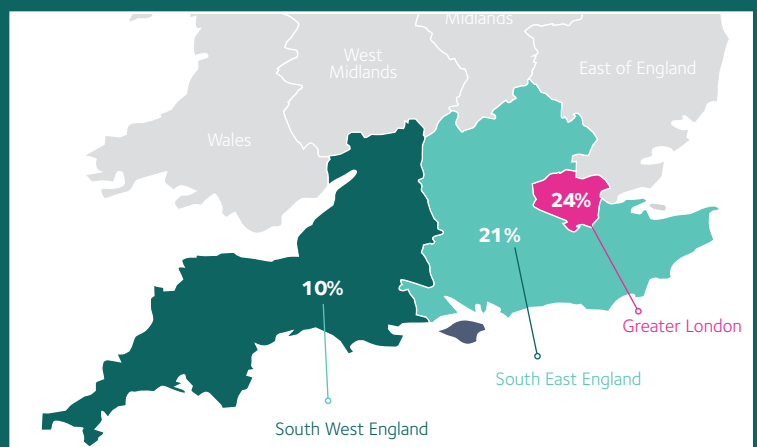 Midlands
West
Midlands
East of England
Wales
24%
21%
10%
Greater London
South East England
South West England